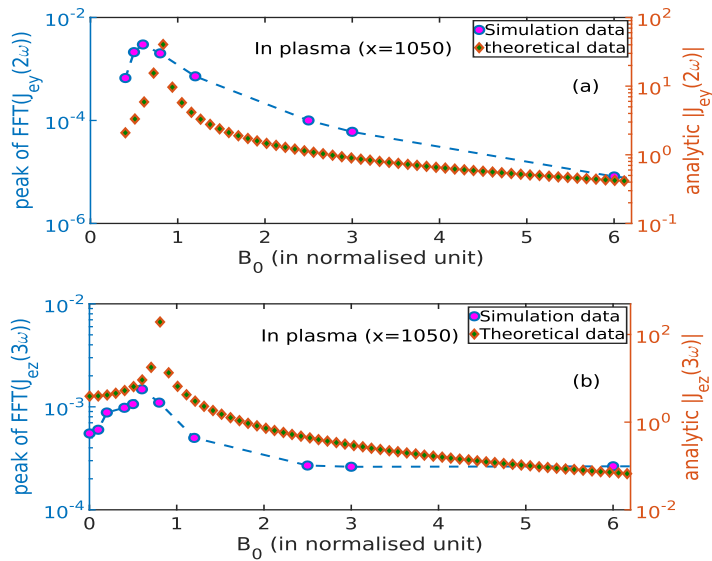 10^-2
10^-4
10^-6
peak of FFT(J_ey(2ω))
In plasma (x=1050)
Simulation data
theoretical data
(a)
10^2
10^1
10^0
10^-1
analytic |J_ey(2ω)|
0 1 2 3 4 5 6
B_0 (in normalised unit)
10^-2
10^-3
10^-4
peak of FFT(J_ez(3ω))
In plasma (x=1050)
Simulation data
Theoretical data
(b)
10^2
10^0
10^-2
analytic |J_ez(3ω)|
0 1 2 3 4 5 6
B_0 (in normalised unit)